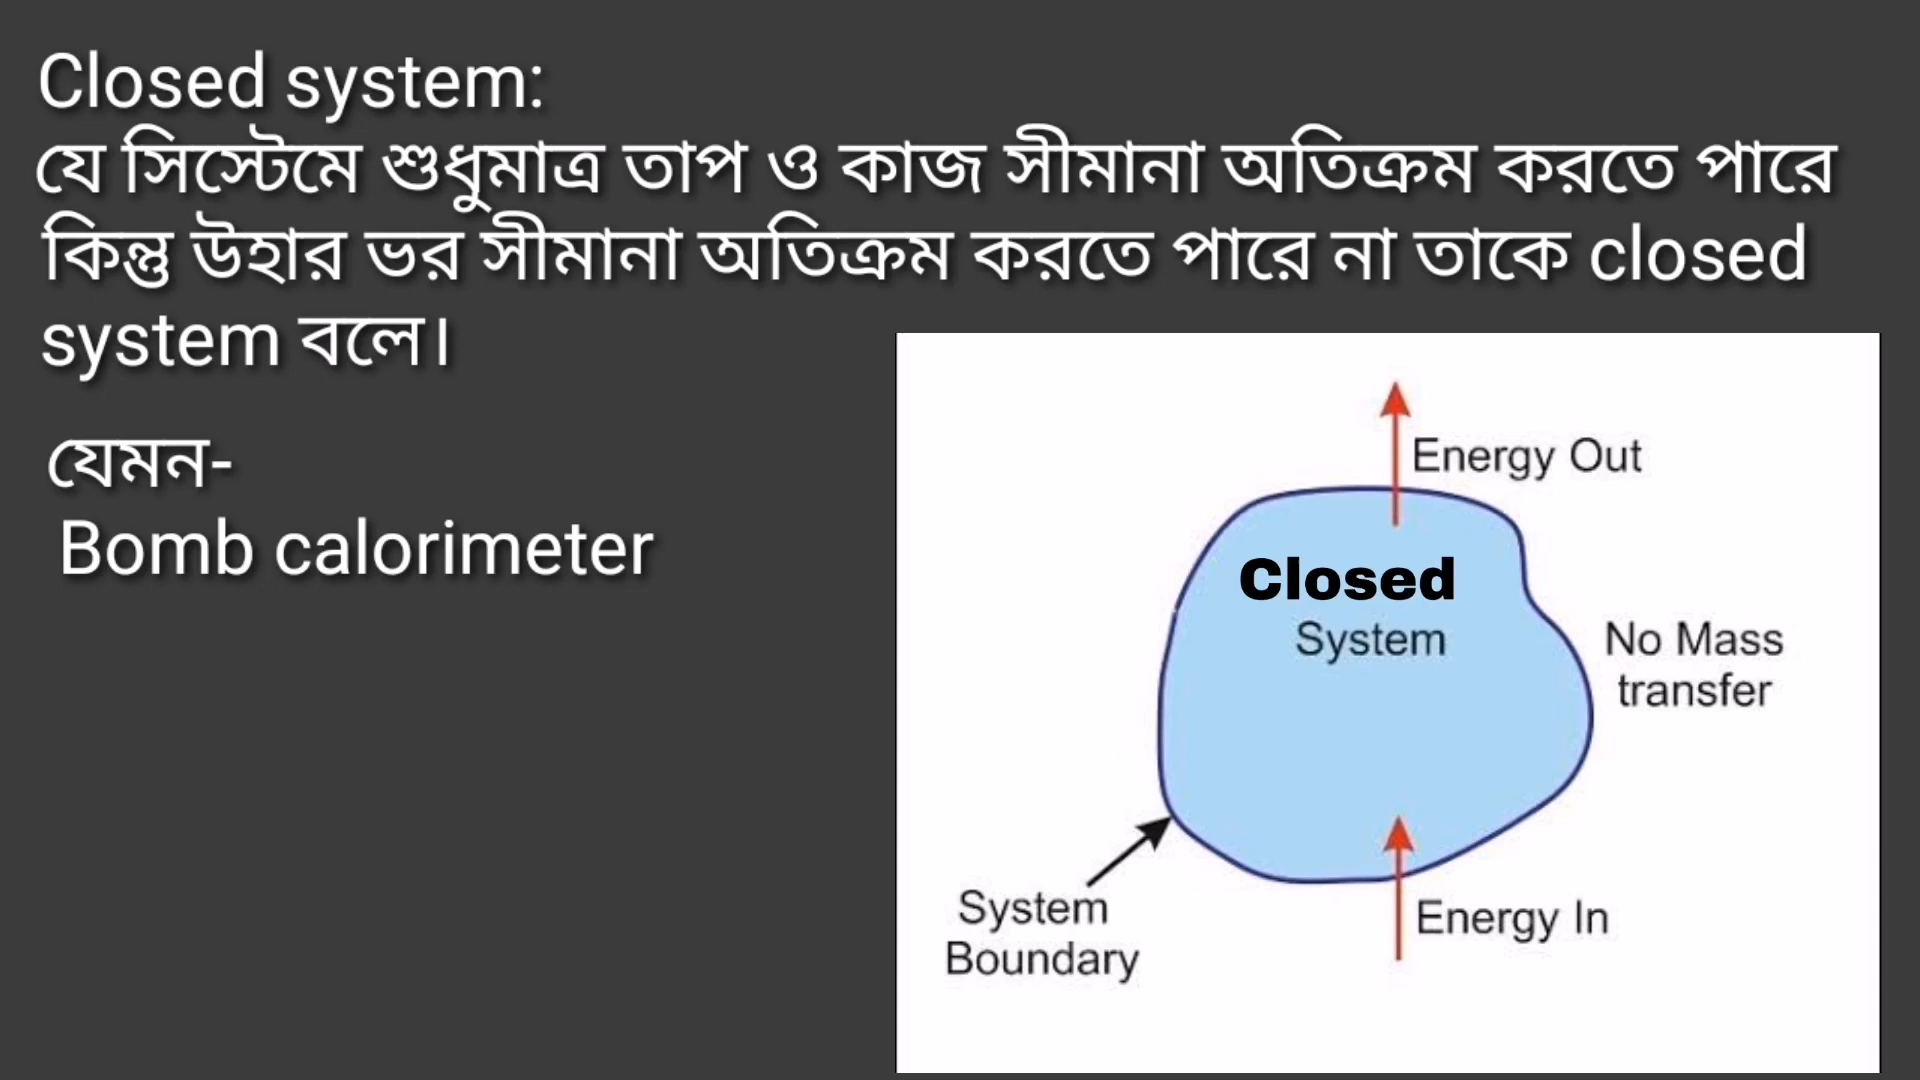 Closed system:
যে সিস্টেমে শুধুমাত্র তাপ ও কাজ সীমানা অতিক্রম করতে পারে
কিন্তু উহার ভর সীমানা অতিক্রম করতে পারে না তাকে closed
system বলে।
যেমন-
Bomb calorimeter
Energy Out
Closed
System
No Mass
transfer
System
Boundary
Energy In